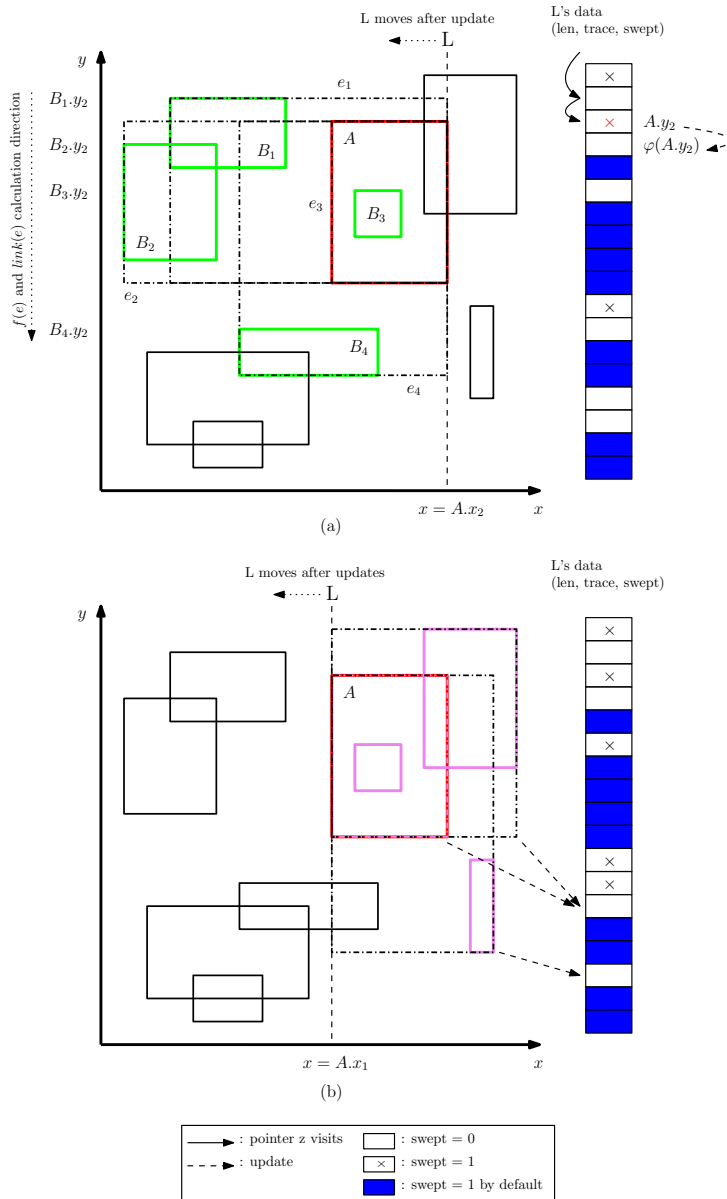 L moves after update
L
L's data
(len, trace, swept)
y
f(e) and link(e) calculation direction
B₁.y₂
B₂.y₂
B₃.y₂
B₄.y₂
e₁
B₁
A
e₃
B₃
B₂
e₂
B₄
e₄
×
×
A.y₂
φ(A.y₂)
×
x = A.x₂
x
(a)
L moves after updates
L
L's data
(len, trace, swept)
y
A
×
×
×
×
×
x = A.x₁
x
(b)
: pointer z visits
: swept = 0
: update
× : swept = 1
: swept = 1 by default